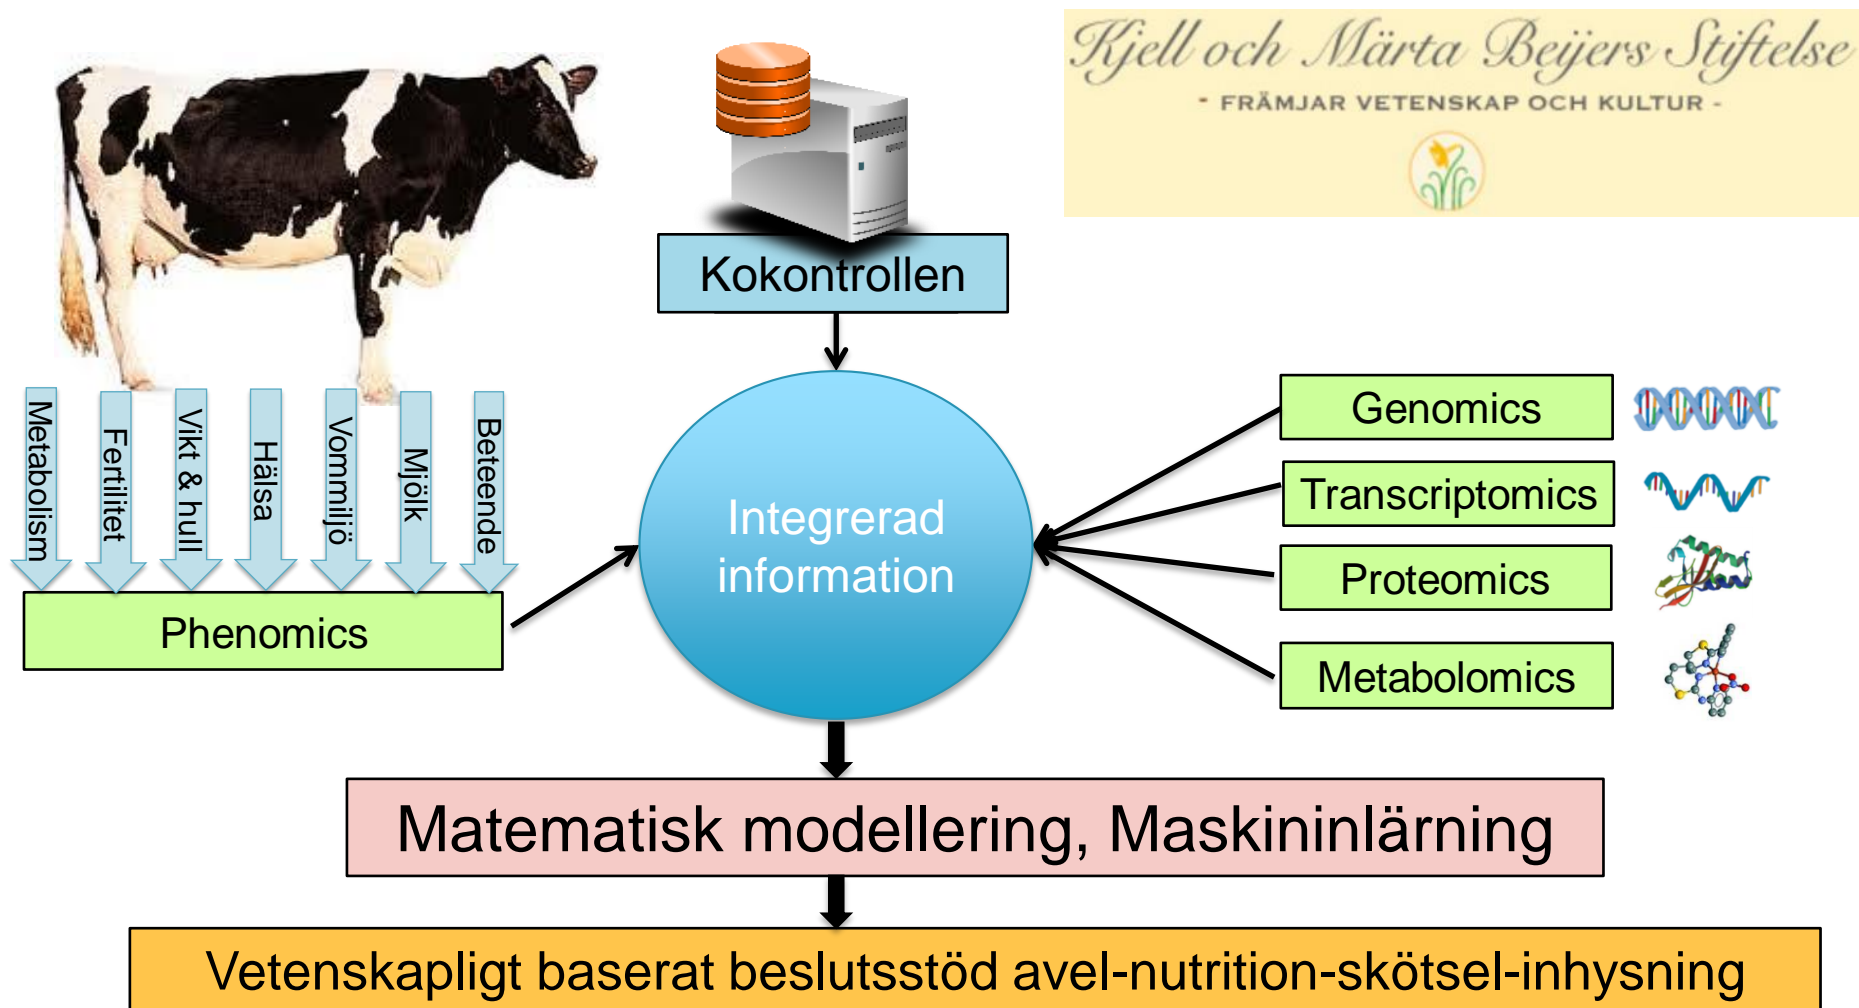 Kjell och Märta Beijers Stiftelse
- FRÄMJAR VETENSKAP OCH KULTUR -
Kokontrollen
Metabolism
Fertilitet
Vikt & hull
Hälsa
Vommiljö
Mjölk
Beteende
Phenomics
Integrerad
information
Genomics
Transcriptomics
Proteomics
Metabolomics
Matematisk modellering, Maskininlärning
Vetenskapligt baserat beslutsstöd avel-nutrition-skötsel-inhysning